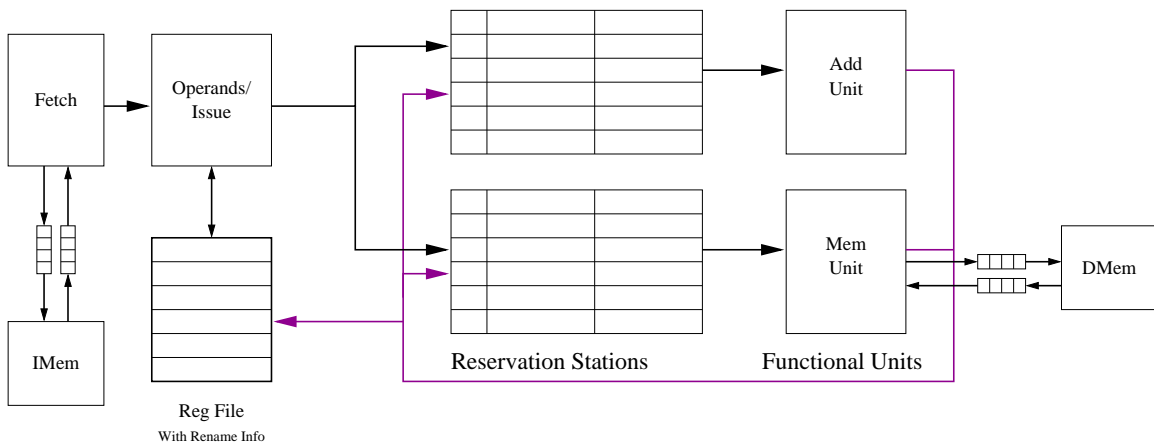 Fetch
Operands/
Issue
Add
Unit
Mem
Unit
DMem
IMem
Reservation Stations
Functional Units
Reg File
With Rename Info